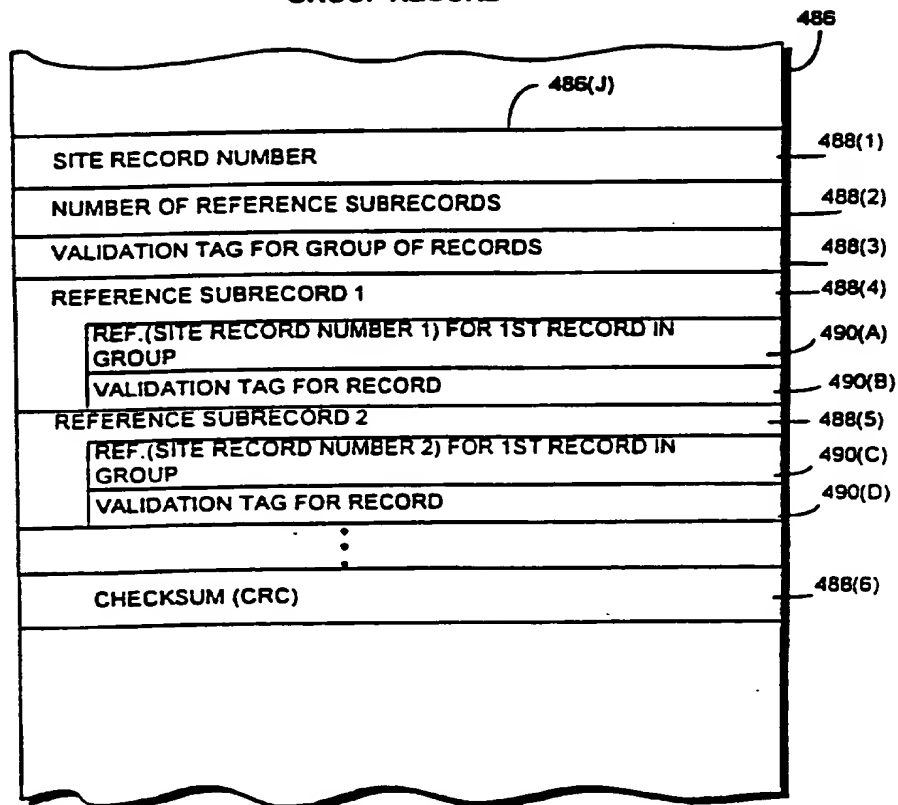 GROUP RECORD
486
486(J)
SITE RECORD NUMBER 488(1)
NUMBER OF REFERENCE SUBRECORDS 488(2)
VALIDATION TAG FOR GROUP OF RECORDS 488(3)
REFERENCE SUBRECORD 1 488(4)
REF.(SITE RECORD NUMBER 1) FOR 1ST RECORD IN
GROUP 490(A)
VALIDATION TAG FOR RECORD 490(B)
REFERENCE SUBRECORD 2 488(5)
REF.(SITE RECORD NUMBER 2) FOR 1ST RECORD IN
GROUP 490(C)
VALIDATION TAG FOR RECORD 490(D)
CHECKSUM (CRC) 488(6)